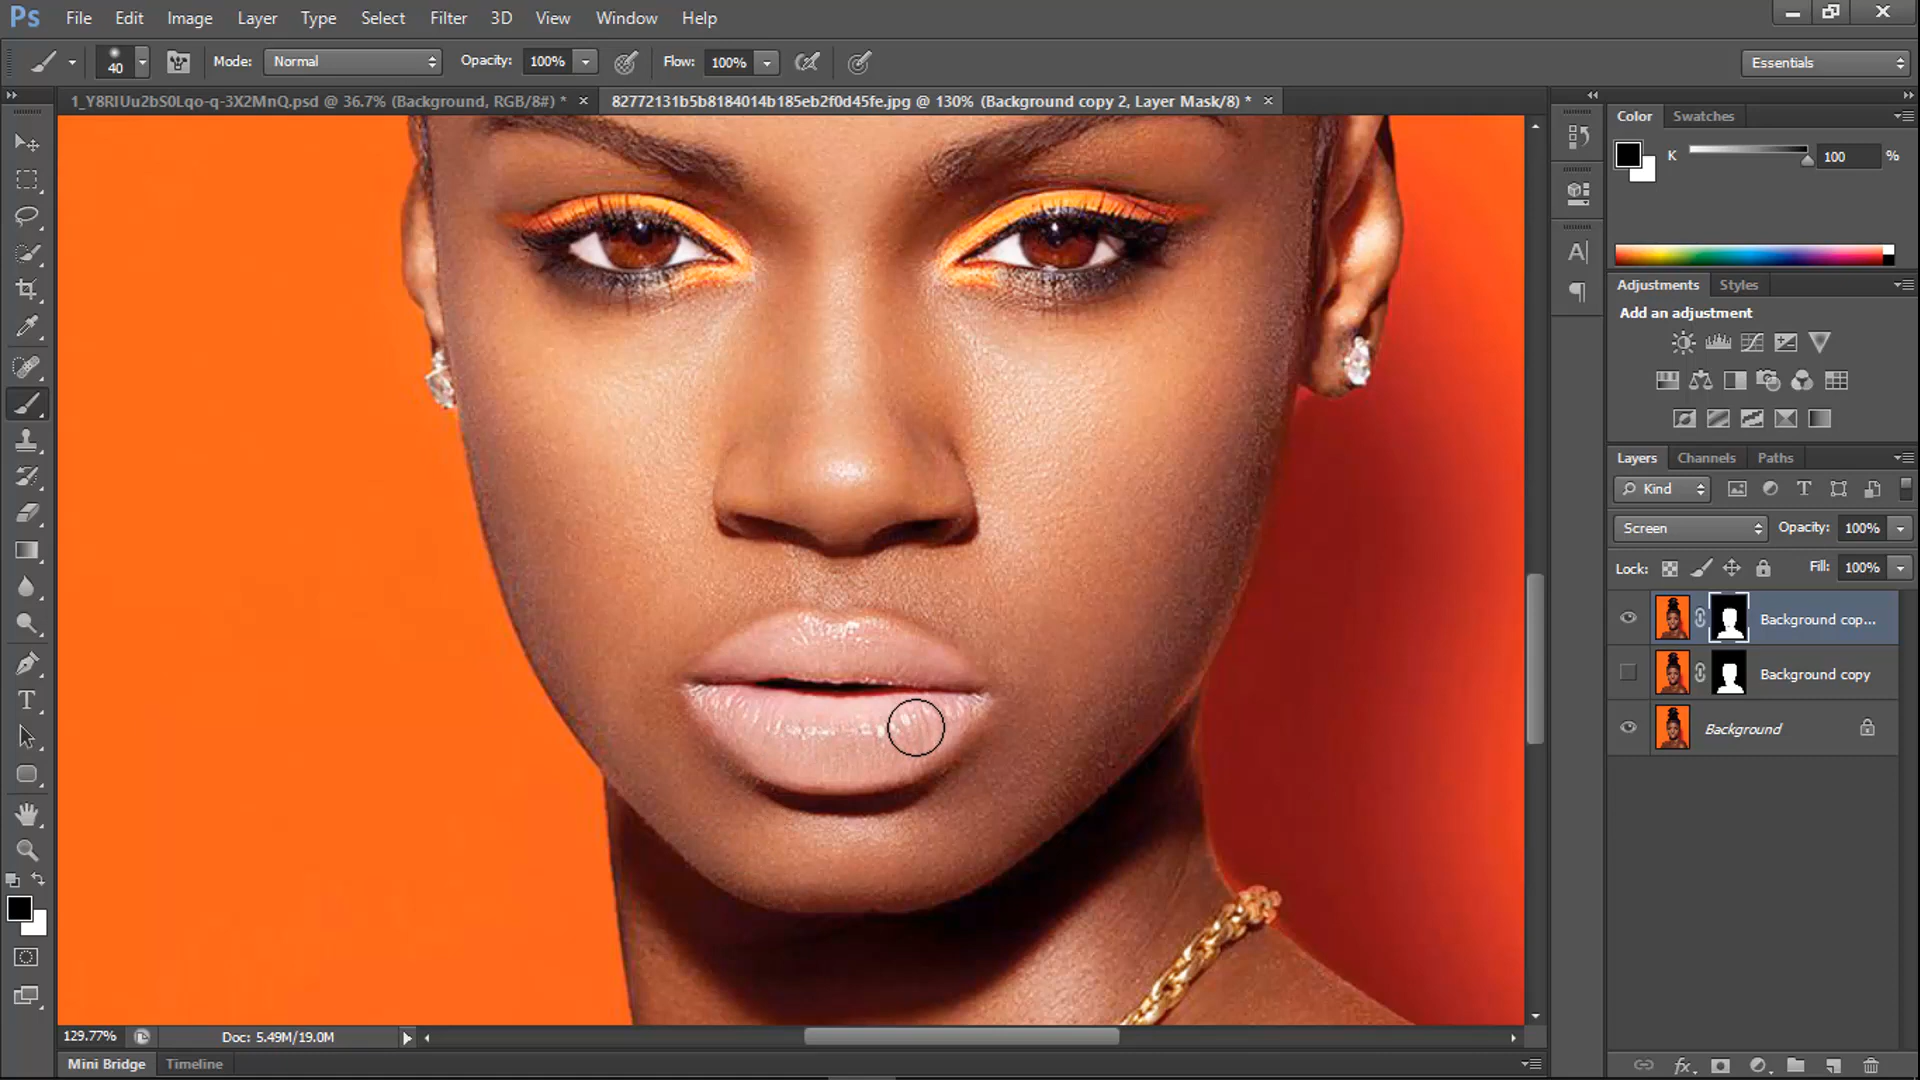 Ps File Edit Image Layer Type Select Filter 3D View Window Help
40 Mode: Normal Opacity: 100% Flow: 100% Essentials
1_Y8RIUu2bS0Lqo-q-3X2MnQ.psd @ 36.7% (Background, RGB/8#) * 82772131b5b8184014b185eb2f0d45fe.jpg @ 130% (Background copy 2, Layer Mask/8) *
Color Swatches
K 100 %
Adjustments Styles
Add an adjustment
Layers Channels Paths
Kind T
Screen Opacity: 100%
Lock: Fill: 100%
Background cop...
Background copy
Background
129.77% Doc: 5.49M/19.0M
Mini Bridge Timeline
fx